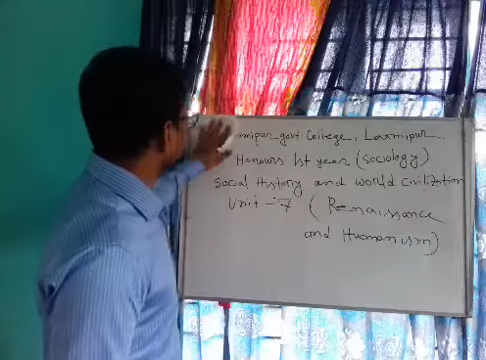 mipur govt College, Laxmipur
Honours 1st year (sociology)
Social History and world Civilization
Unit - 7 ( Renaissance
and Humanism)